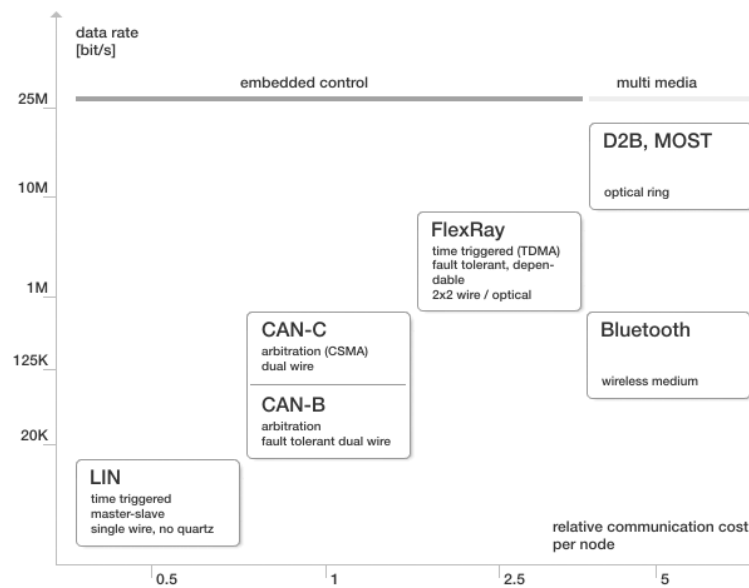 data rate
[bit/s]
embedded control
multi media
25M
D2B, MOST
optical ring
10M
FlexRay
time triggered (TDMA)
fault tolerant, depen-
dable
2x2 wire / optical
1M
CAN-C
arbitration (CSMA)
dual wire
Bluetooth
wireless medium
125K
CAN-B
arbitration
fault tolerant dual wire
20K
LIN
time triggered
master-slave
single wire, no quartz
relative communication cost
per node
0.5
1
2.5
5